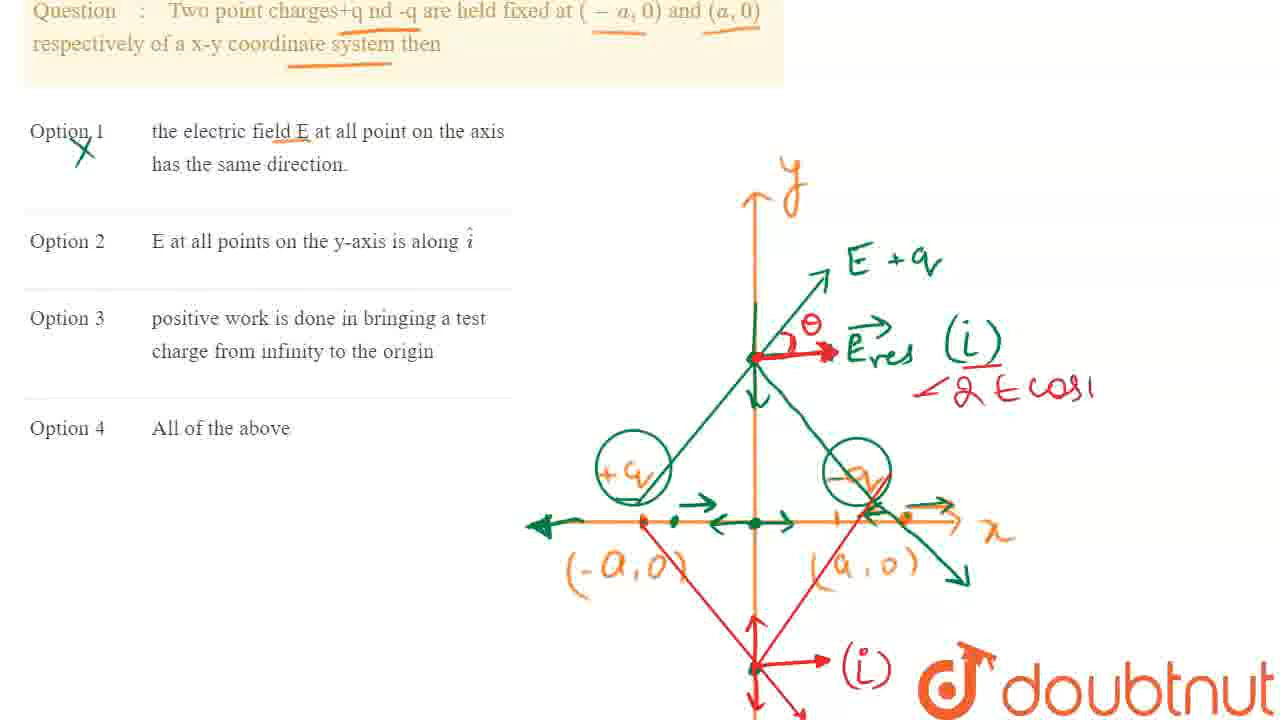 Question : Two point charges+q nd -q are held fixed at (– a, 0) and (a, 0)
respectively of a x-y coordinate system then
Option 1 the electric field E at all point on the axis
has the same direction.
Option 2 E at all points on the y-axis is along î
Option 3 positive work is done in bringing a test
charge from infinity to the origin
Option 4 All of the above
y
E +q
θ
E⃗res (i)
2 E cos
+q
-q
x
(-a, 0)
(a, 0)
(i)
doubtnut